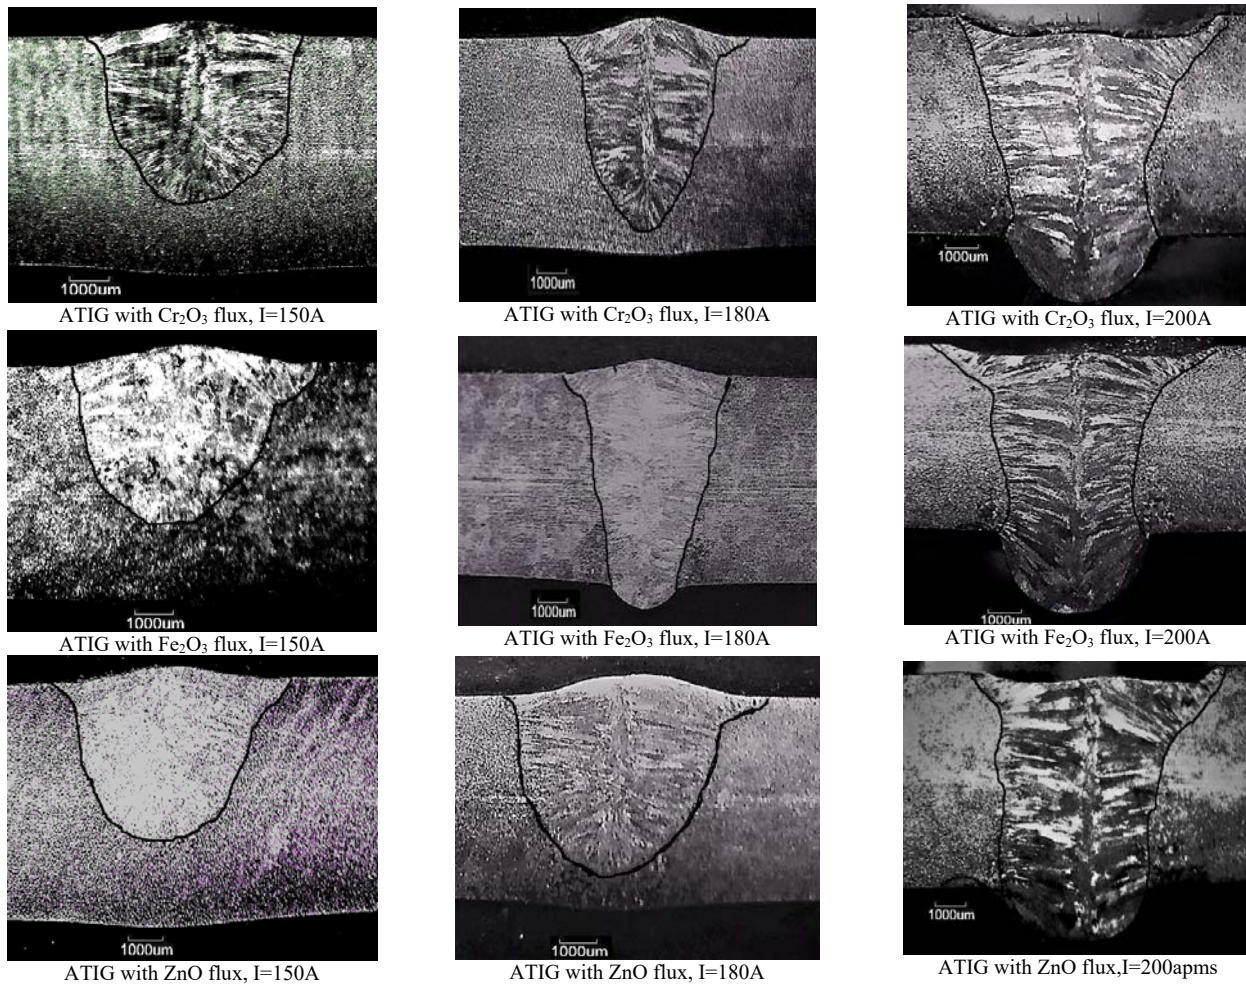 1000um
1000um
1000um
ATIG with Cr₂O₃ flux, I=150A
ATIG with Cr₂O₃ flux, I=180A
ATIG with Cr₂O₃ flux, I=200A
1000um
1000um
1000um
ATIG with Fe₂O₃ flux, I=150A
ATIG with Fe₂O₃ flux, I=180A
ATIG with Fe₂O₃ flux, I=200A
1000um
1000um
1000um
ATIG with ZnO flux, I=150A
ATIG with ZnO flux, I=180A
ATIG with ZnO flux,I=200apms